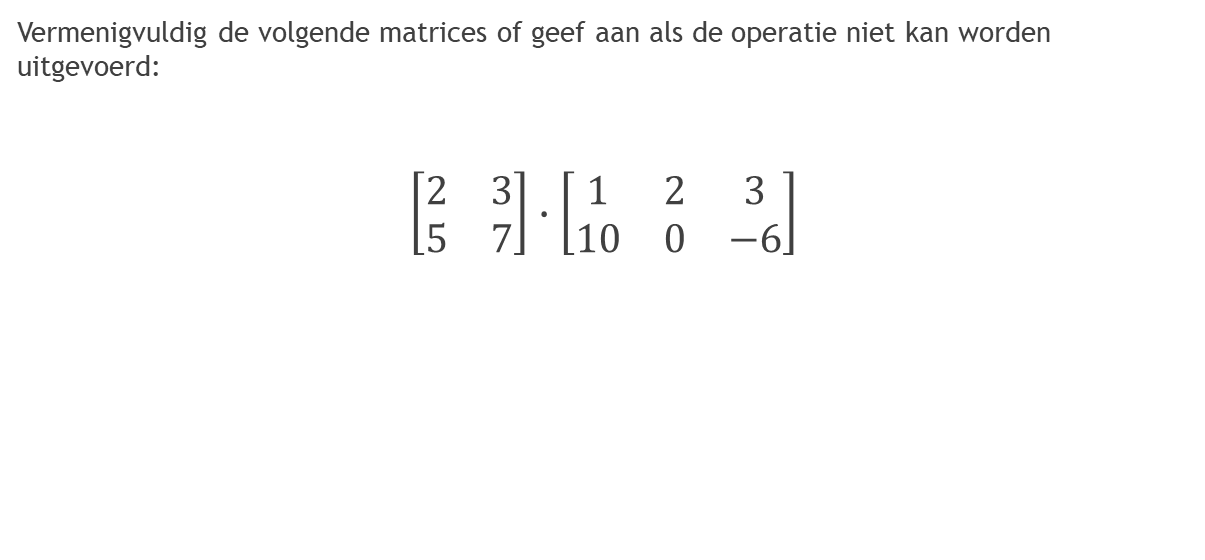 Vermenigvuldig de volgende matrices of geef aan als de operatie niet kan worden
uitgevoerd:
[2 3] · [1 2 3]
[5 7] [10 0 −6]